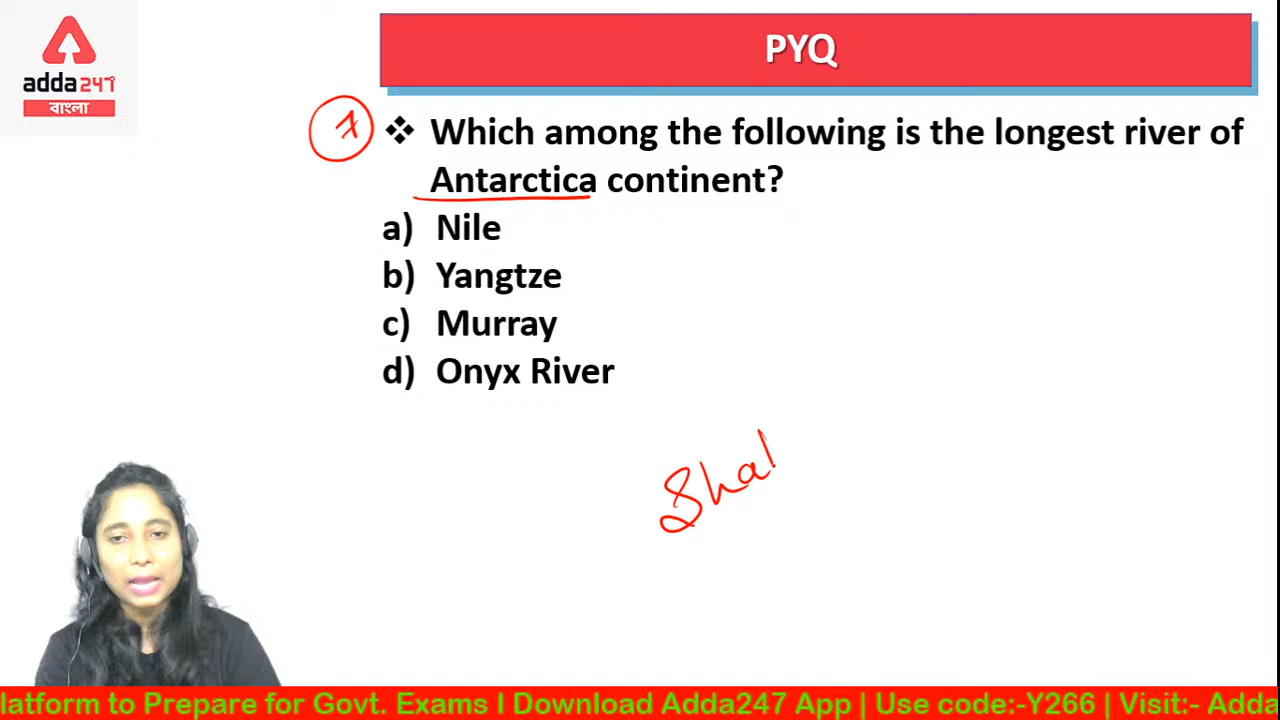 adda247
বাংলা
PYQ
7
❖ Which among the following is the longest river of
Antarctica continent?
a) Nile
b) Yangtze
c) Murray
d) Onyx River
Shal
latform to Prepare for Govt. Exams I Download Adda247 App | Use code:-Y266 | Visit:- Adda